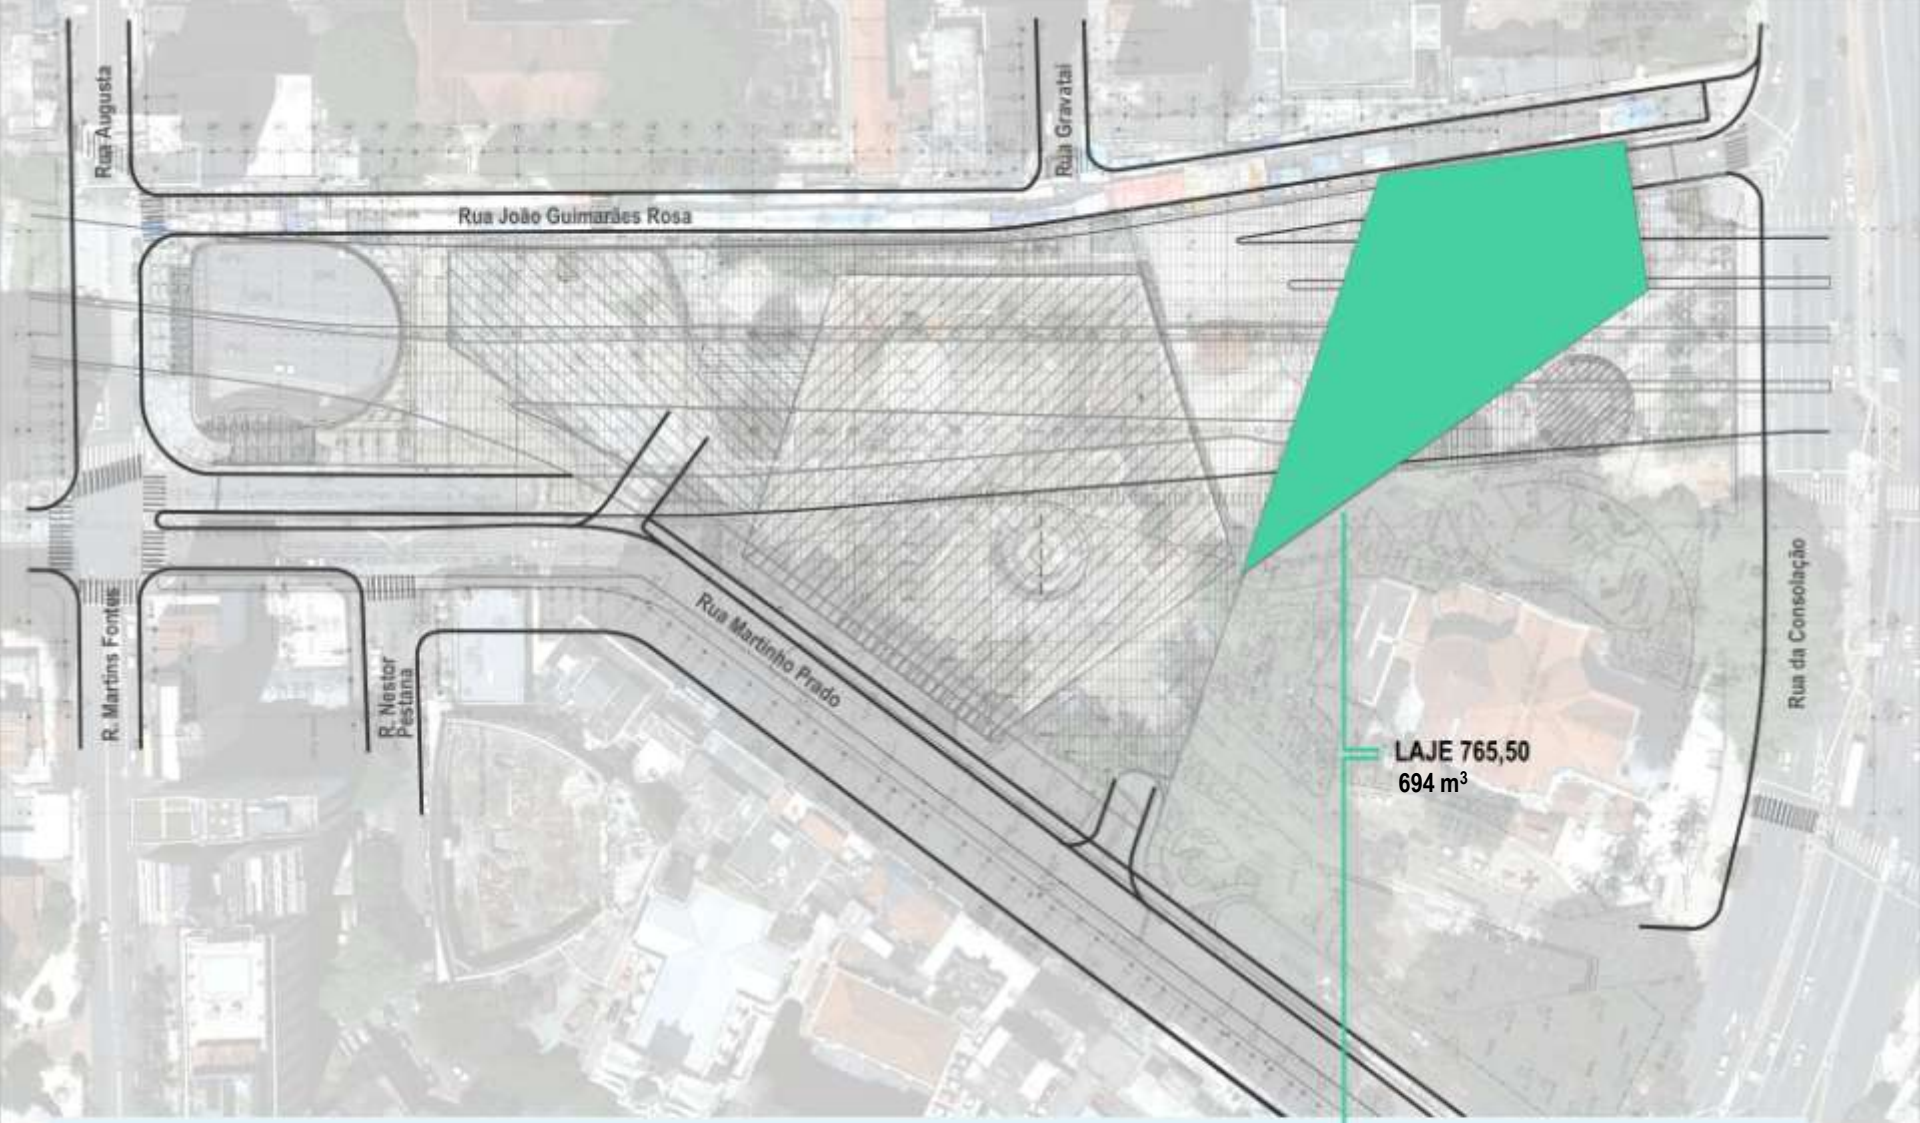 Rua Augusta
Rua Gravataí
Rua João Guimarães Rosa
Rua Martinho Prado
R. Martins Fontes
R. Nestor
Pestana
Rua da Consolação
LAJE 765,50
694 m³